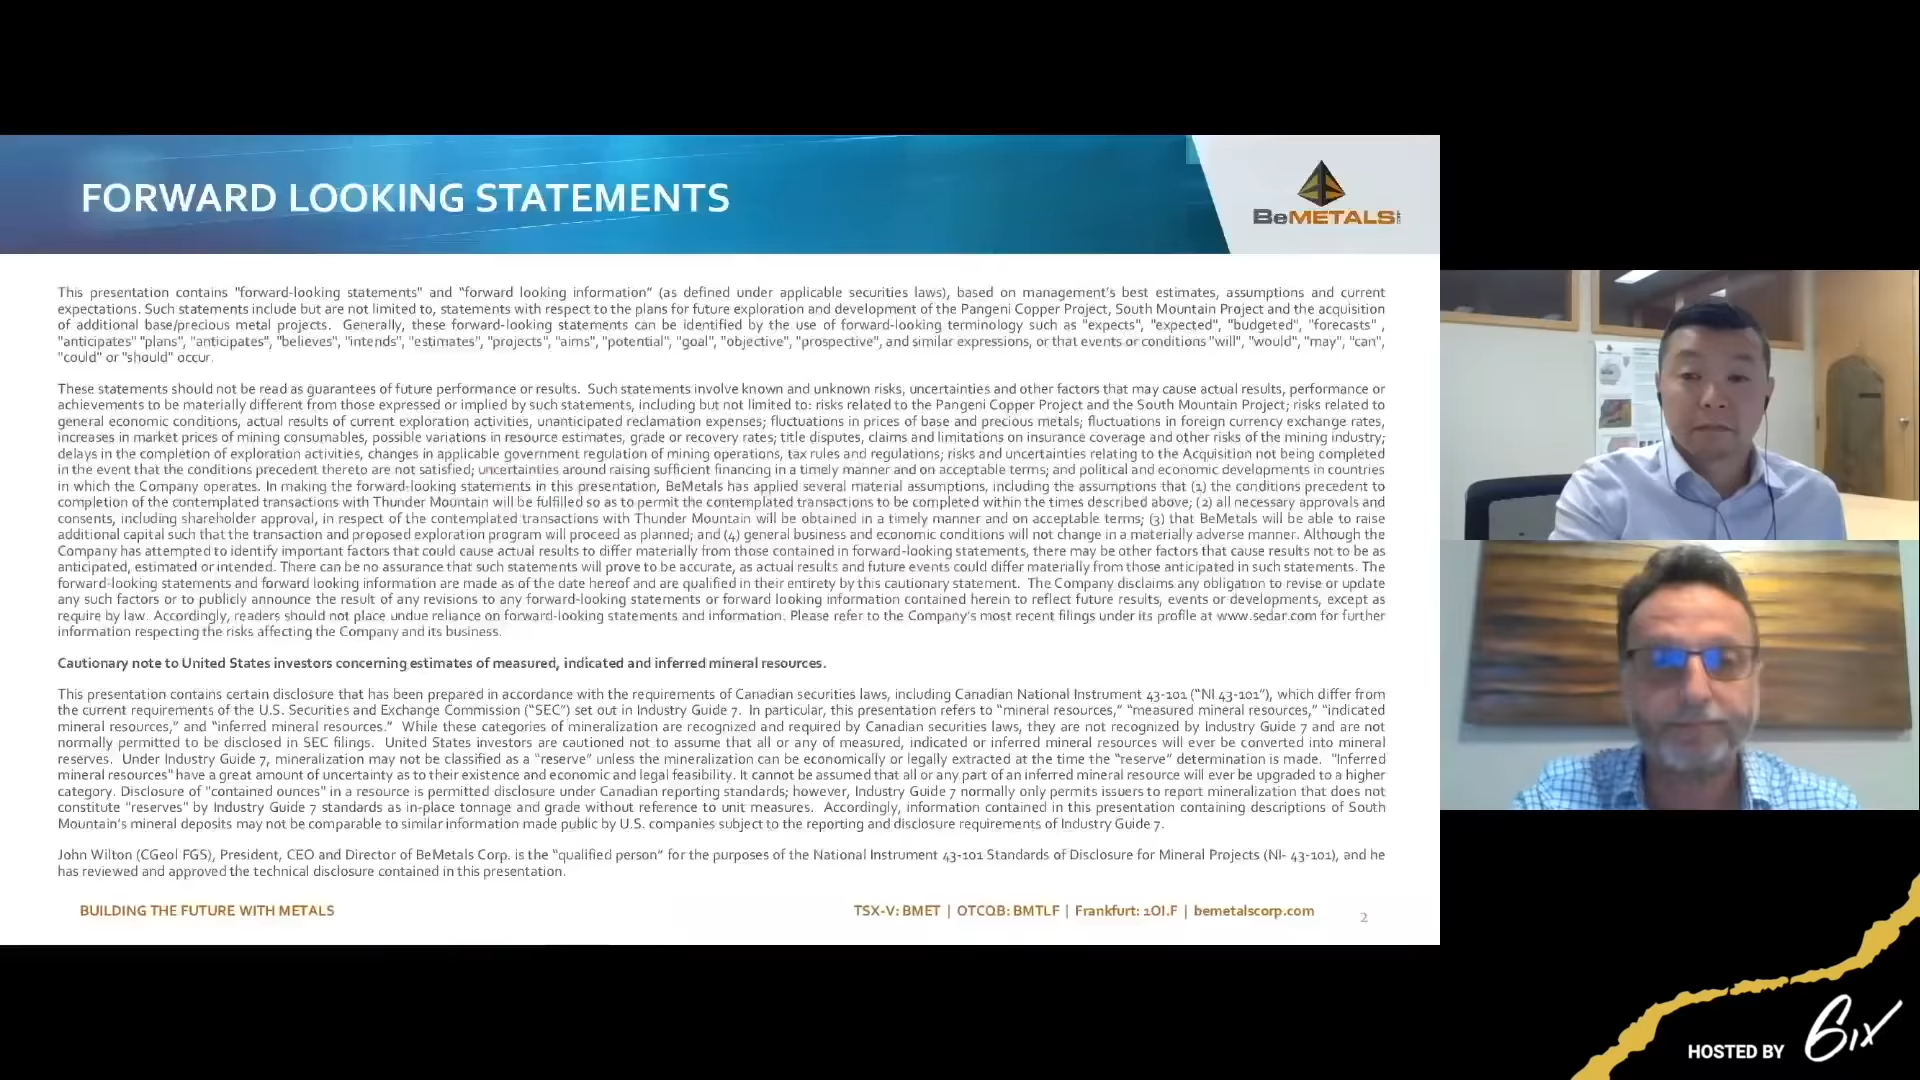 FORWARD LOOKING STATEMENTS
BeMETALS CORP
This presentation contains "forward-looking statements" and “forward looking information” (as defined under applicable securities laws), based on management’s best estimates, assumptions and current
expectations. Such statements include but are not limited to, statements with respect to the plans for future exploration and development of the Pangeni Copper Project, South Mountain Project and the acquisition
of additional base/precious metal projects. Generally, these forward-looking statements can be identified by the use of forward-looking terminology such as "expects", "expected", "budgeted", "forecasts" ,
"anticipates" "plans", "anticipates", "believes", "intends", "estimates", "projects", "aims", "potential", "goal", "objective", "prospective", and similar expressions, or that events or conditions "will", "would", "may", "can",
"could" or "should" occur.
These statements should not be read as guarantees of future performance or results. Such statements involve known and unknown risks, uncertainties and other factors that may cause actual results, performance or
achievements to be materially different from those expressed or implied by such statements, including but not limited to: risks related to the Pangeni Copper Project and the South Mountain Project; risks related to
general economic conditions, actual results of current exploration activities, unanticipated reclamation expenses; fluctuations in prices of base and precious metals; fluctuations in foreign currency exchange rates,
increases in market prices of mining consumables, possible variations in resource estimates, grade or recovery rates; title disputes, claims and limitations on insurance coverage and other risks of the mining industry;
delays in the completion of exploration activities, changes in applicable government regulation of mining operations, tax rules and regulations; risks and uncertainties relating to the Acquisition not being completed
in the event that the conditions precedent thereto are not satisfied; uncertainties around raising sufficient financing in a timely manner and on acceptable terms; and political and economic developments in countries
in which the Company operates. In making the forward-looking statements in this presentation, BeMetals has applied several material assumptions, including the assumptions that (1) the conditions precedent to
completion of the contemplated transactions with Thunder Mountain will be fulfilled so as to permit the contemplated transactions to be completed within the times described above; (2) all necessary approvals and
consents, including shareholder approval, in respect of the contemplated transactions with Thunder Mountain will be obtained in a timely manner and on acceptable terms; (3) that BeMetals will be able to raise
additional capital such that the transaction and proposed exploration program will proceed as planned; and (4) general business and economic conditions will not change in a materially adverse manner. Although the
Company has attempted to identify important factors that could cause actual results to differ materially from those contained in forward-looking statements, there may be other factors that cause results not to be as
anticipated, estimated or intended. There can be no assurance that such statements will prove to be accurate, as actual results and future events could differ materially from those anticipated in such statements. The
forward-looking statements and forward looking information are made as of the date hereof and are qualified in their entirety by this cautionary statement. The Company disclaims any obligation to revise or update
any such factors or to publicly announce the result of any revisions to any forward-looking statements or forward looking information contained herein to reflect future results, events or developments, except as
require by law. Accordingly, readers should not place undue reliance on forward-looking statements and information. Please refer to the Company's most recent filings under its profile at www.sedar.com for further
information respecting the risks affecting the Company and its business.
Cautionary note to United States investors concerning estimates of measured, indicated and inferred mineral resources.
This presentation contains certain disclosure that has been prepared in accordance with the requirements of Canadian securities laws, including Canadian National Instrument 43-101 (“NI 43-101”), which differ from
the current requirements of the U.S. Securities and Exchange Commission (“SEC”) set out in Industry Guide 7. In particular, this presentation refers to “mineral resources,” “measured mineral resources,” “indicated
mineral resources,” and “inferred mineral resources.” While these categories of mineralization are recognized and required by Canadian securities laws, they are not recognized by Industry Guide 7 and are not
normally permitted to be disclosed in SEC filings. United States investors are cautioned not to assume that all or any of measured, indicated or inferred mineral resources will ever be converted into mineral
reserves. Under Industry Guide 7, mineralization may not be classified as a “reserve” unless the mineralization can be economically or legally extracted at the time the “reserve” determination is made. "Inferred
mineral resources" have a great amount of uncertainty as to their existence and economic and legal feasibility. It cannot be assumed that all or any part of an inferred mineral resource will ever be upgraded to a higher
category. Disclosure of "contained ounces" in a resource is permitted disclosure under Canadian reporting standards; however, Industry Guide 7 normally only permits issuers to report mineralization that does not
constitute "reserves" by Industry Guide 7 standards as in-place tonnage and grade without reference to unit measures. Accordingly, information contained in this presentation containing descriptions of South
Mountain’s mineral deposits may not be comparable to similar information made public by U.S. companies subject to the reporting and disclosure requirements of Industry Guide 7.
John Wilton (CGeol FGS), President, CEO and Director of BeMetals Corp. is the “qualified person” for the purposes of the National Instrument 43-101 Standards of Disclosure for Mineral Projects (NI- 43-101), and he
has reviewed and approved the technical disclosure contained in this presentation.
BUILDING THE FUTURE WITH METALS
TSX-V: BMET | OTCQB: BMTLF | Frankfurt: 1OI.F | bemetalscorp.com
2
HOSTED BY 6ix